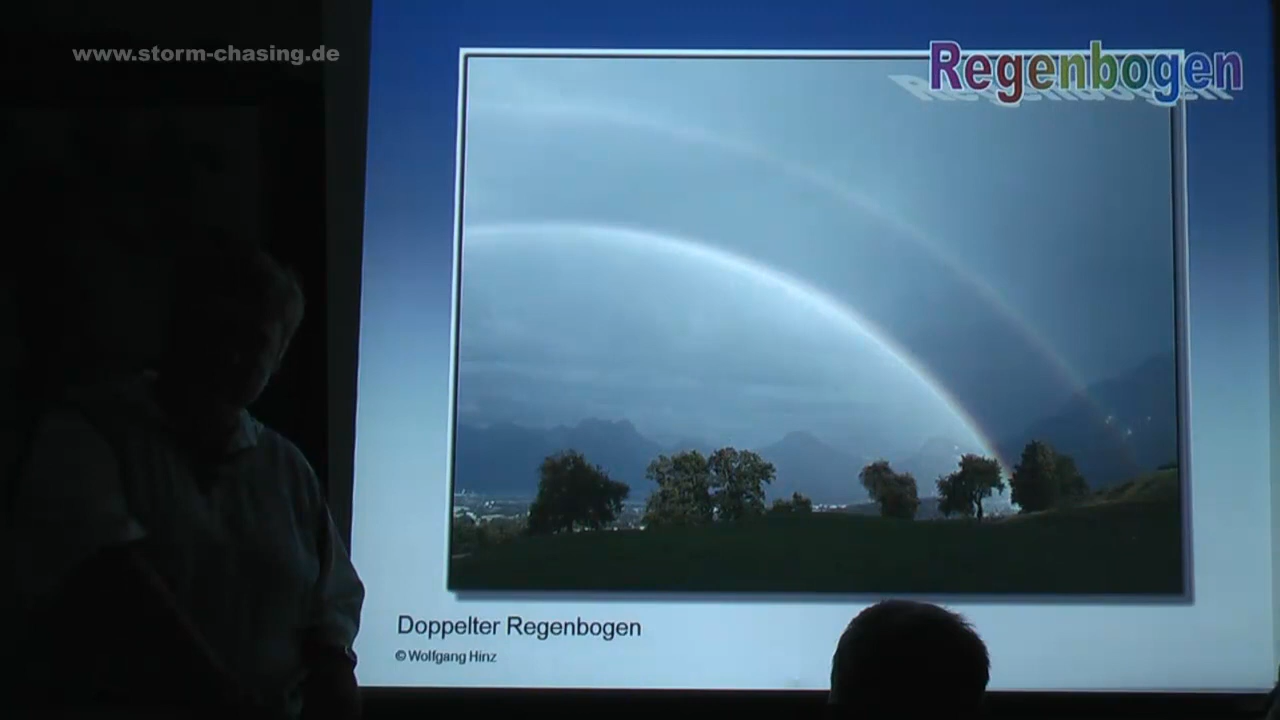 www.storm-chasing.de
Regenbogen
Doppelter Regenbogen
© Wolfgang Hinz